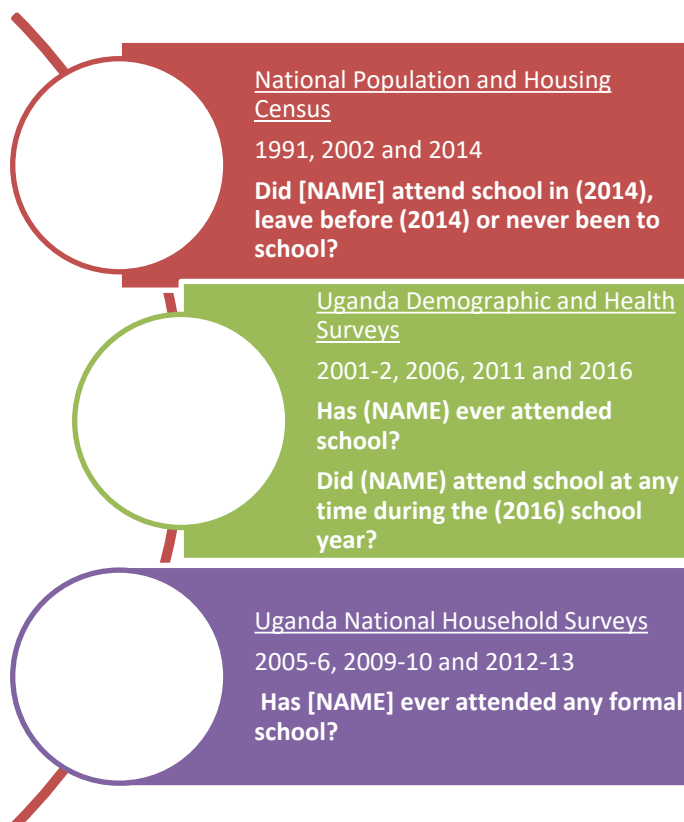 National Population and Housing
Census
1991, 2002 and 2014
Did [NAME] attend school in (2014),
leave before (2014) or never been to
school?
Uganda Demographic and Health
Surveys
2001-2, 2006, 2011 and 2016
Has (NAME) ever attended
school?
Did (NAME) attend school at any
time during the (2016) school
year?
Uganda National Household Surveys
2005-6, 2009-10 and 2012-13
Has [NAME] ever attended any formal
school?